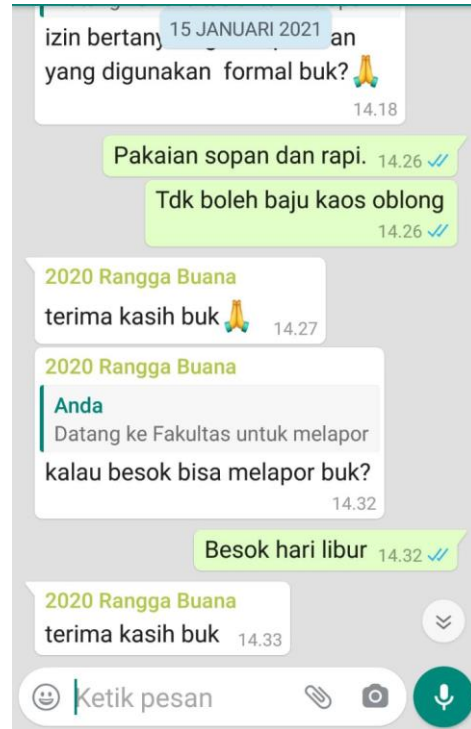 15 JANUARI 2021
izin
yang digunakan formal buk?🙏
14.18
Pakaian sopan dan rapi. 14.26
Tdk boleh baju kaos oblong
14.26
2020 Rangga Buana
terima kasih buk🙏 14.27
2020 Rangga Buana
Anda
Datang ke Fakultas untuk melapor
kalau besok bisa melapor buk?
14.32
Besok hari libur 14.32
2020 Rangga Buana
terima kasih buk 14.33
Ketik pesan